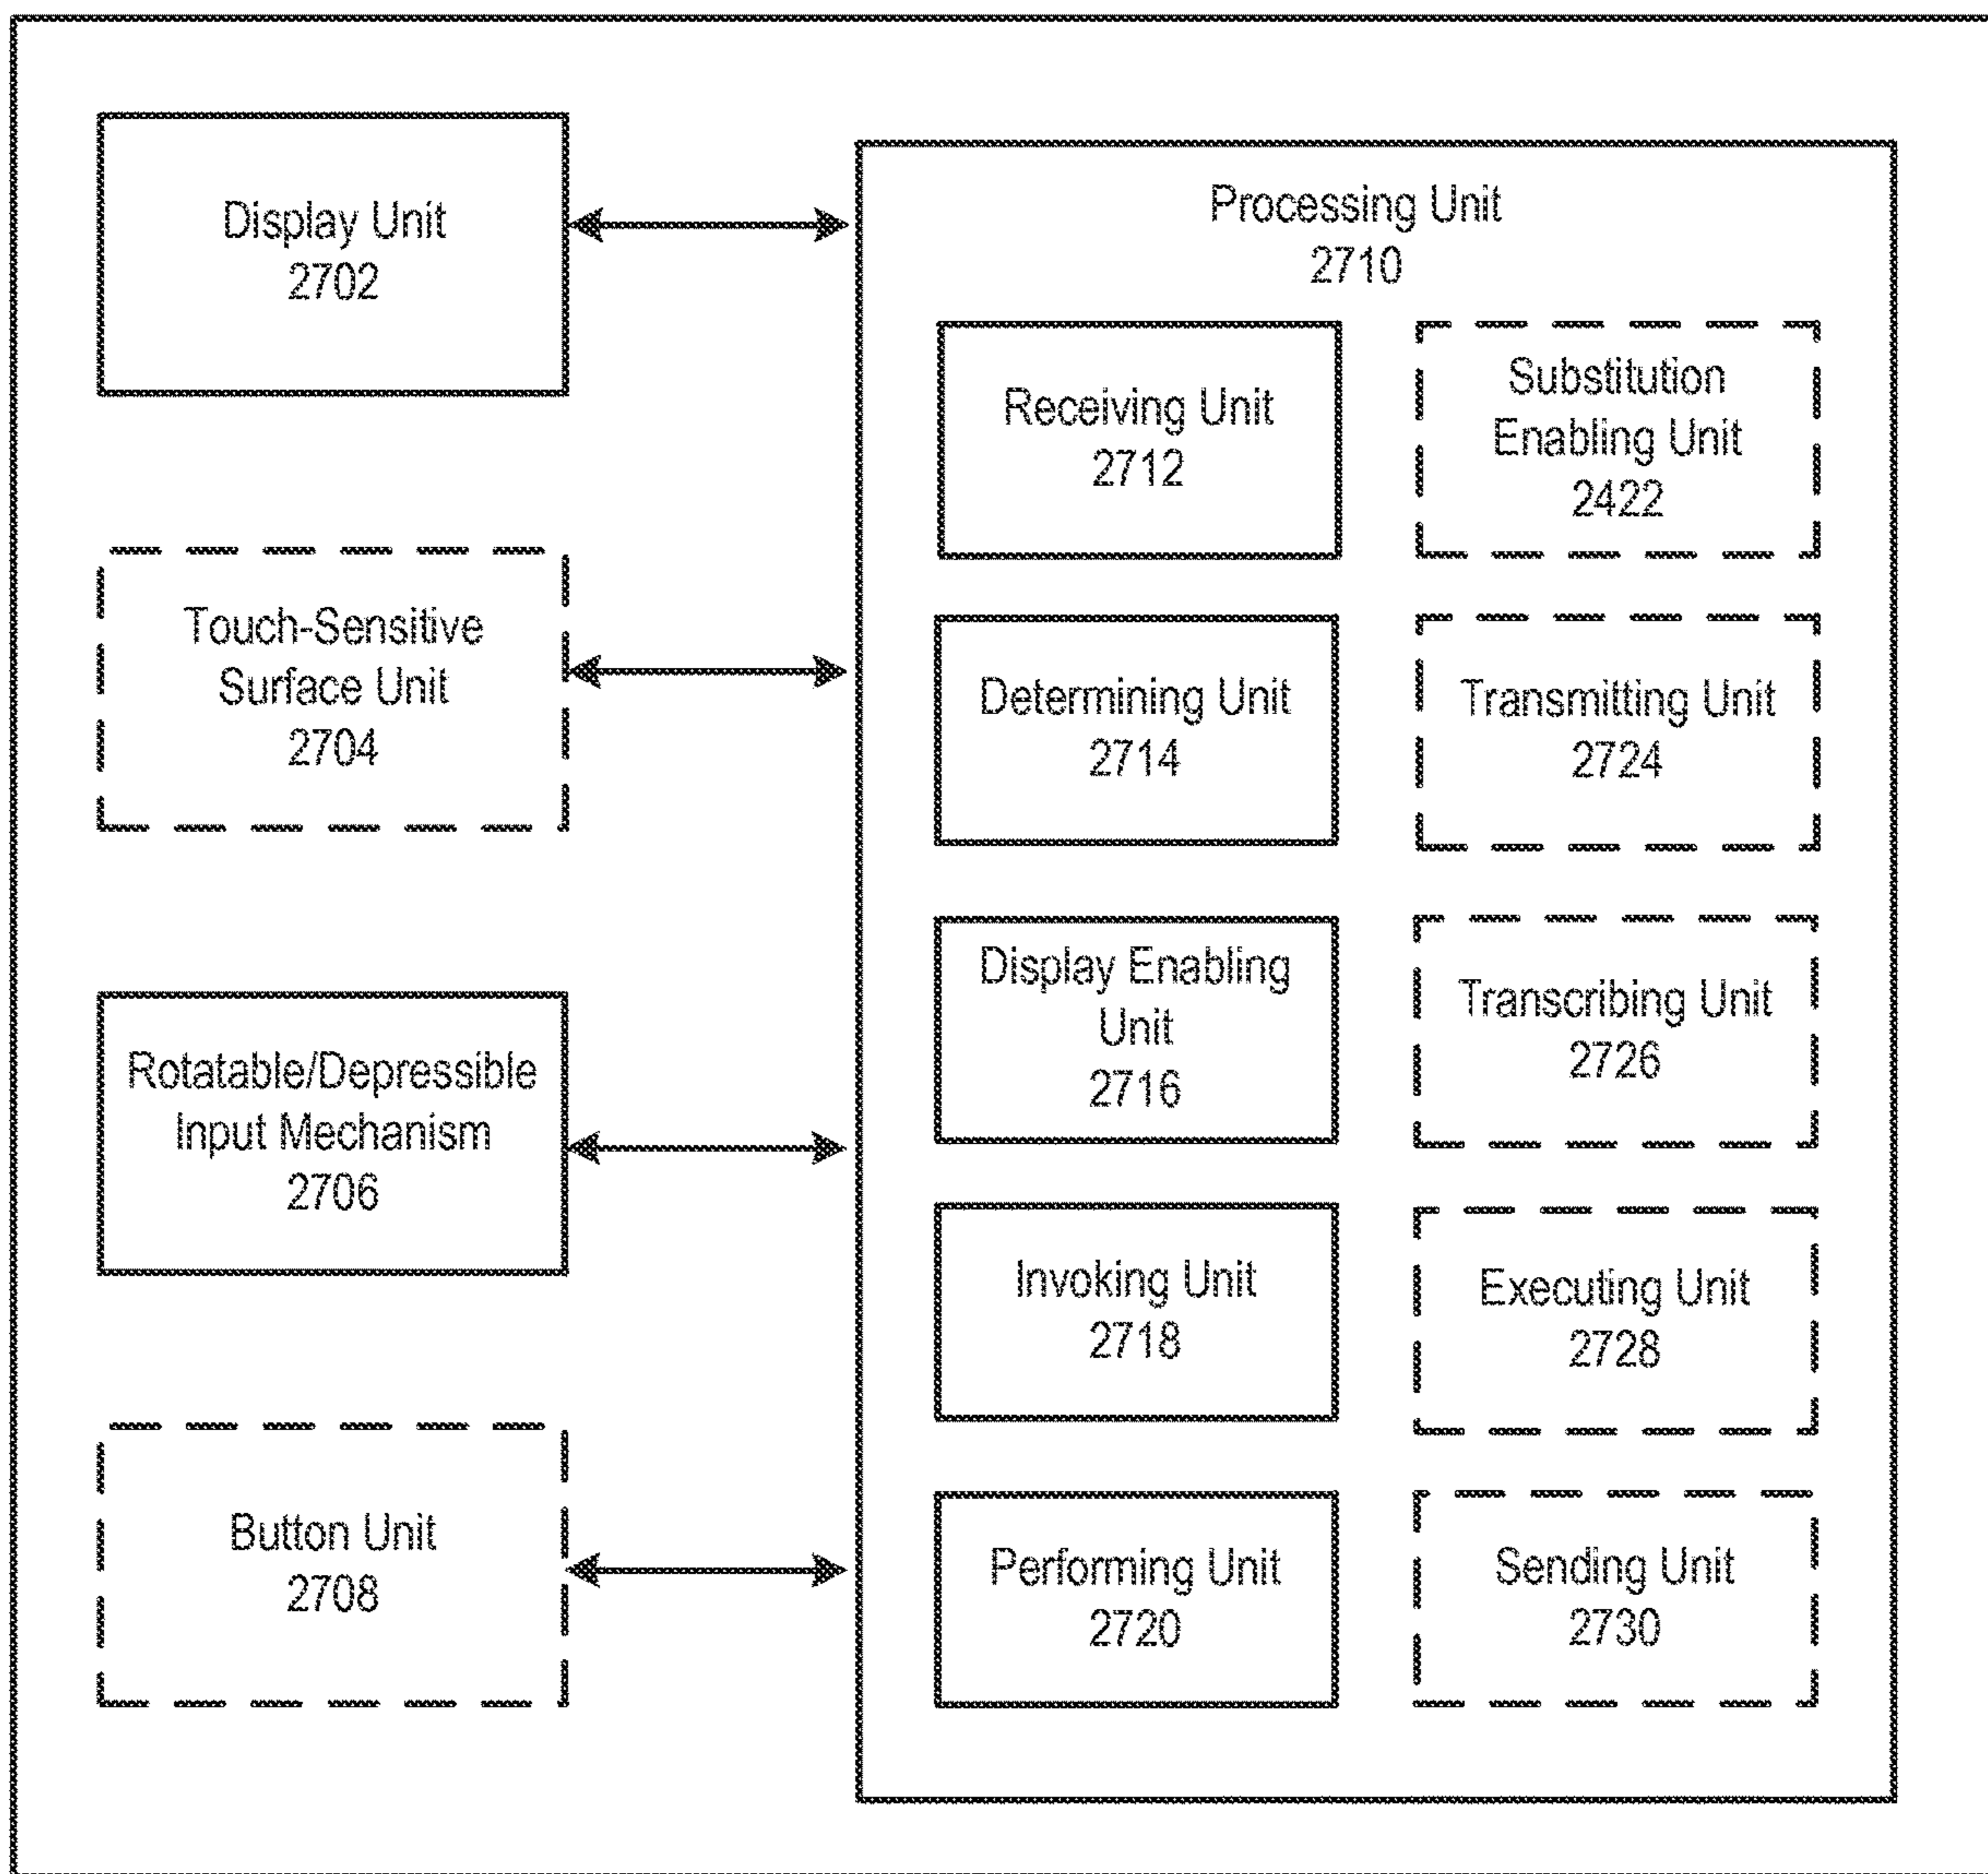 Display Unit
2702
Touch-Sensitive
Surface Unit
2704
Rotatable/Depressible
Input Mechanism
2706
Button Unit
2708
Processing Unit
2710
Receiving Unit
2712
Substitution
Enabling Unit
2422
Determining Unit
2714
Transmitting Unit
2724
Display Enabling
Unit
2716
Transcribing Unit
2726
Invoking Unit
2718
Executing Unit
2728
Performing Unit
2720
Sending Unit
2730